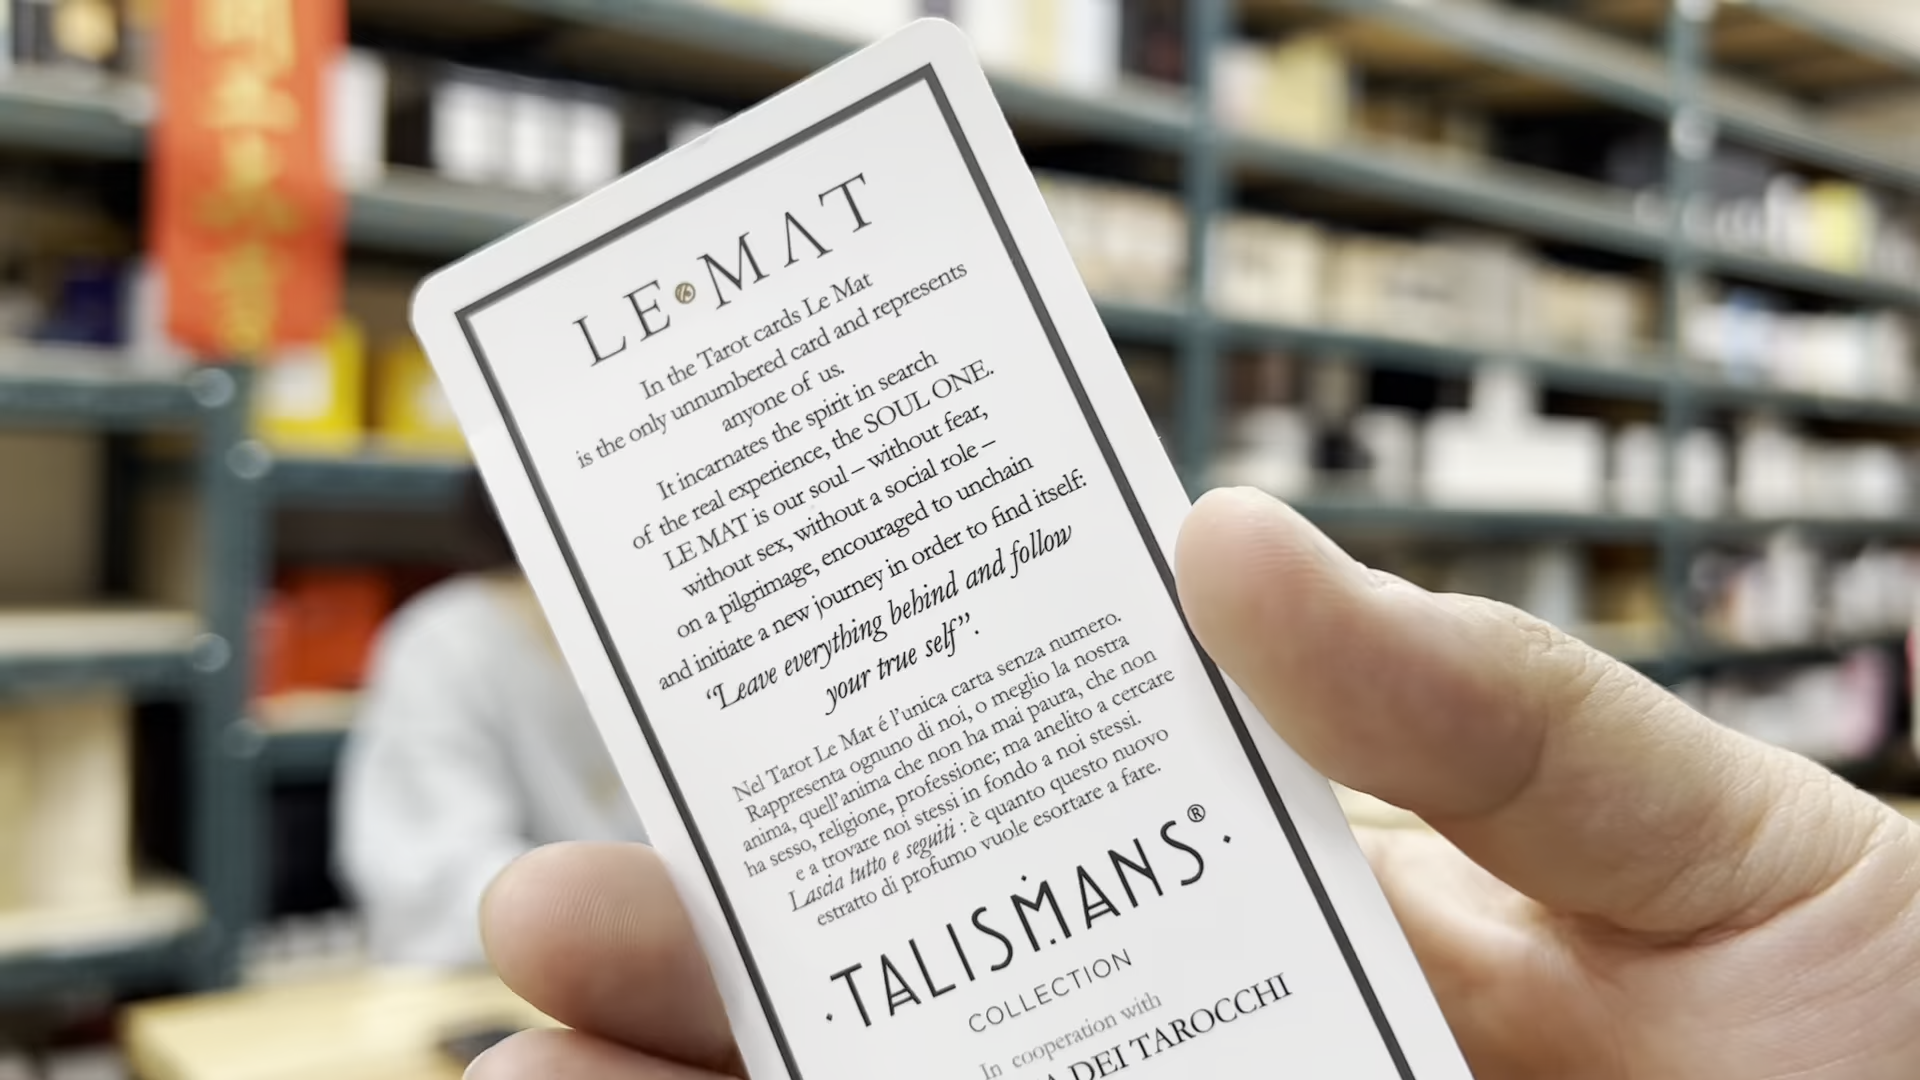 LE MAT
In the Tarot cards Le Mat
is the only unnumbered card and represents
anyone of us.
It incarnates the spirit in search
of the real experience, the SOUL ONE.
LE MAT is our soul – without fear,
without sex, without a social role –
on a pilgrimage, encouraged to unchain
and initiate a new journey in order to find itself:
“Leave everything behind and follow
your true self”.
Nel Tarot Le Mat é l’unica carta senza numero.
Rappresenta ognuno di noi, o meglio la nostra
anima, quell’anima che non ha mai paura, che non
ha sesso, religione, professione; ma anelito a cercare
e a trovare noi stessi in fondo a noi stessi.
Lascia tutto e seguiti : è quanto questo nuovo
estratto di profumo vuole esortare a fare.
·TALISMANS®·
COLLECTION
In cooperation with
DEI TAROCCHI